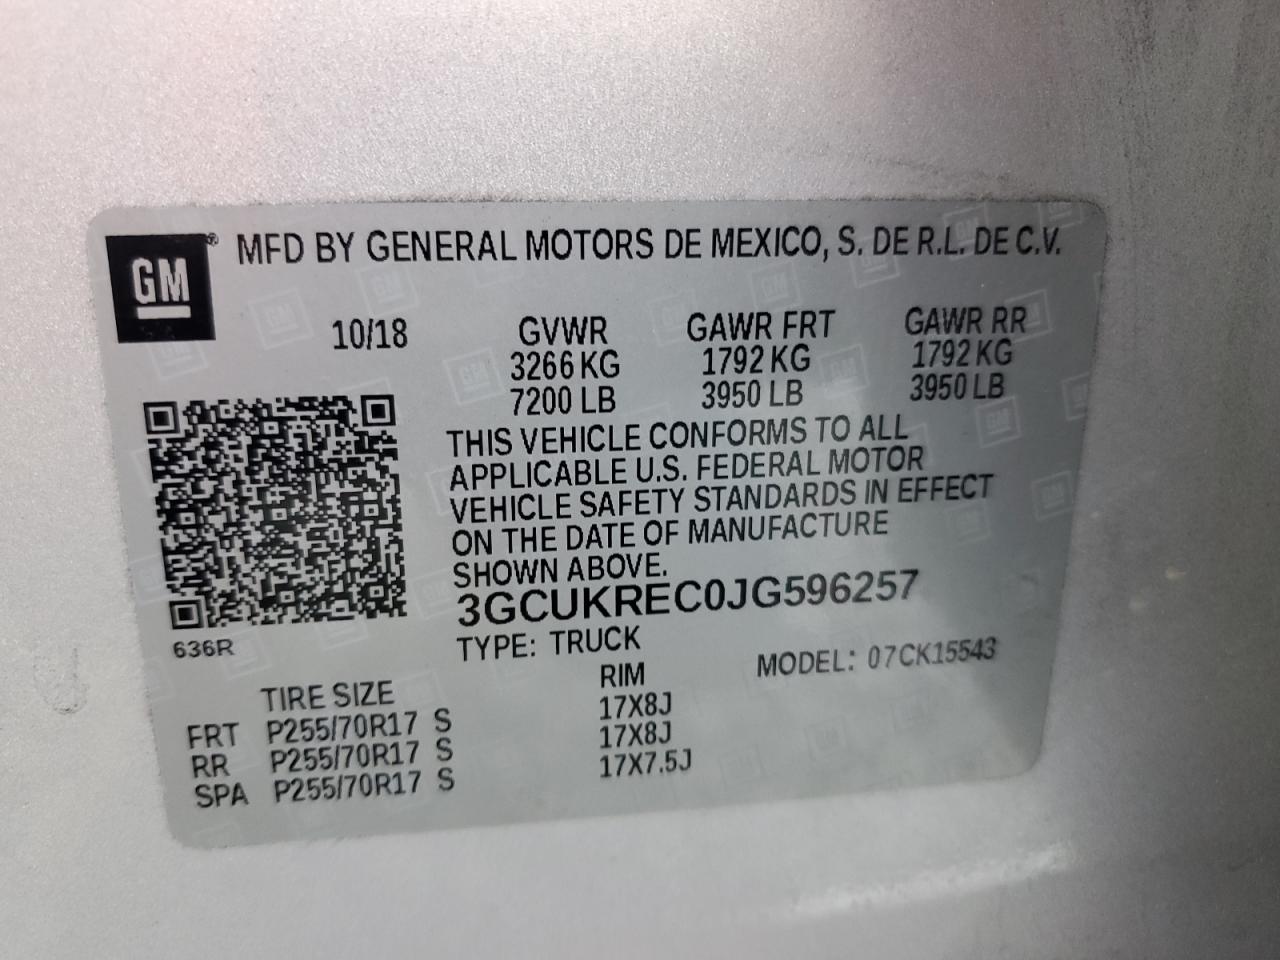 GM® MFD BY GENERAL MOTORS DE MEXICO, S. DE R.L. DE C.V.
10/18 GVWR GAWR FRT GAWR RR
3266 KG 1792 KG 1792 KG
7200 LB 3950 LB 3950 LB
THIS VEHICLE CONFORMS TO ALL
APPLICABLE U.S. FEDERAL MOTOR
VEHICLE SAFETY STANDARDS IN EFFECT
ON THE DATE OF MANUFACTURE
SHOWN ABOVE.
3GCUKREC0JG596257
636R
TYPE: TRUCK MODEL: 07CK15543
TIRE SIZE RIM
FRT P255/70R17 S 17X8J
RR P255/70R17 S 17X8J
SPA P255/70R17 S 17X7.5J